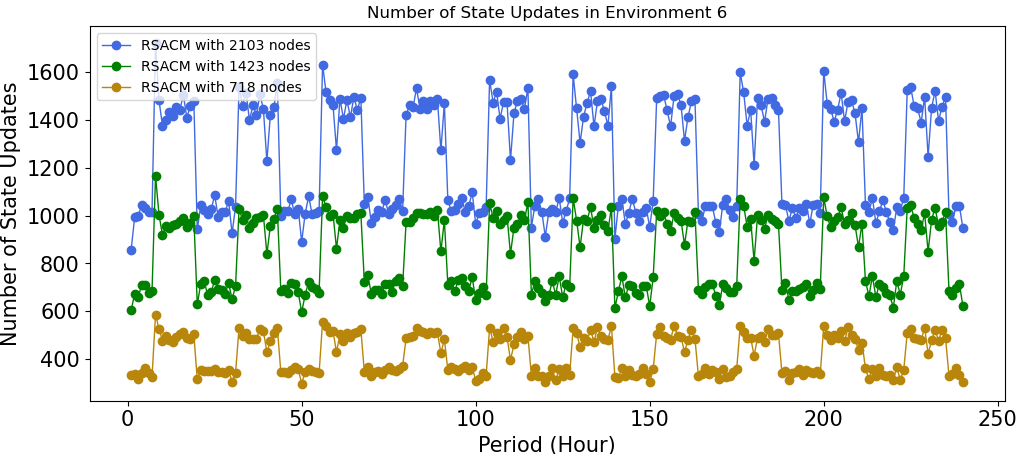 Number of State Updates in Environment 6
RSACM with 2103 nodes
RSACM with 1423 nodes
RSACM with 718 nodes
Number of State Updates
1600
1400
1200
1000
800
600
400
0 50 100 150 200 250
Period (Hour)